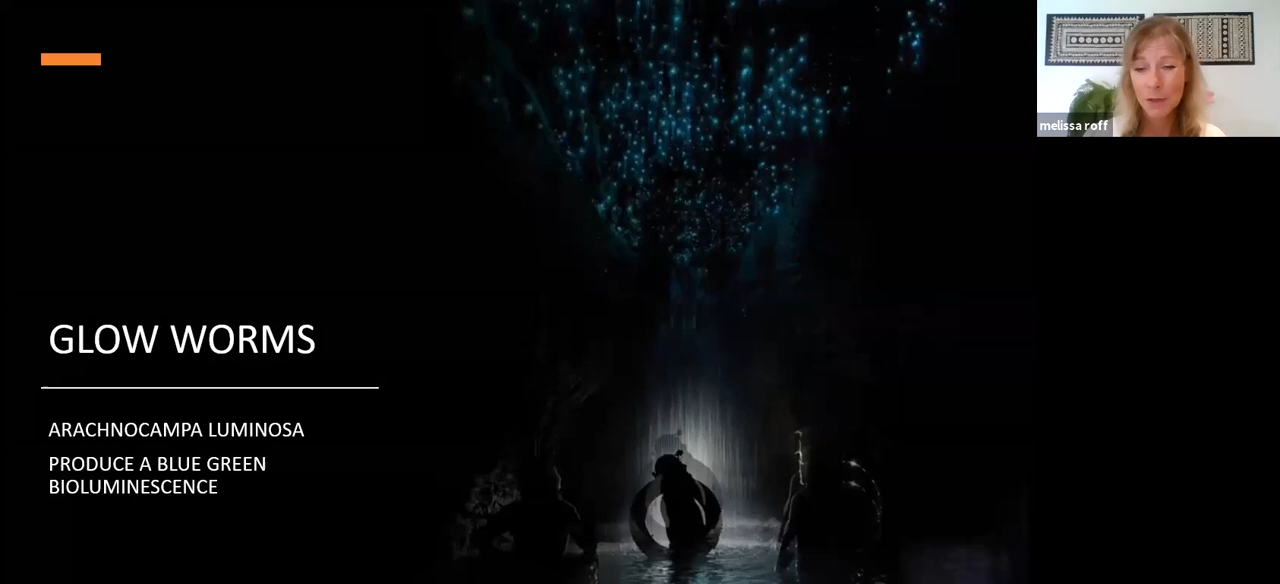 GLOW WORMS
ARACHNOCAMPA LUMINOSA
PRODUCE A BLUE GREEN
BIOLUMINESCENCE
melissa roff